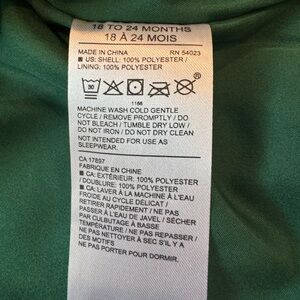 18 TO 24 MONTHS
18 À 24 MOIS
MADE IN CHINA RN 54023
■ US: SHELL: 100% POLYESTER /
LINING: 100% POLYESTER
30
1166
MACHINE WASH COLD GENTLE
CYCLE / REMOVE PROMPTLY / DO
NOT BLEACH / TUMBLE DRY LOW /
DO NOT IRON / DO NOT DRY CLEAN
NOT INTENDED FOR USE AS
SLEEPWEAR.
CA 17897
FABRIQUE EN CHINE
■ CA: EXTÉRIEUR: 100% POLYESTER
/ DOUBLURE: 100% POLYESTER
■ CA: LAVER À LA MACHINE À L'EAU
FROIDE AU CYCLE DÉLICAT /
RETIRER RAPIDEMENT / NE PAS
PASSER À L'EAU DE JAVEL / SÉCHER
PAR CULBUTAGE À BASSE
TEMPÉRATURE / NE PAS REPASSER /
NE PAS NETTOYER À SEC S'IL Y A
DES MOTIFS
NE PAS PORTER POUR DORMIR.